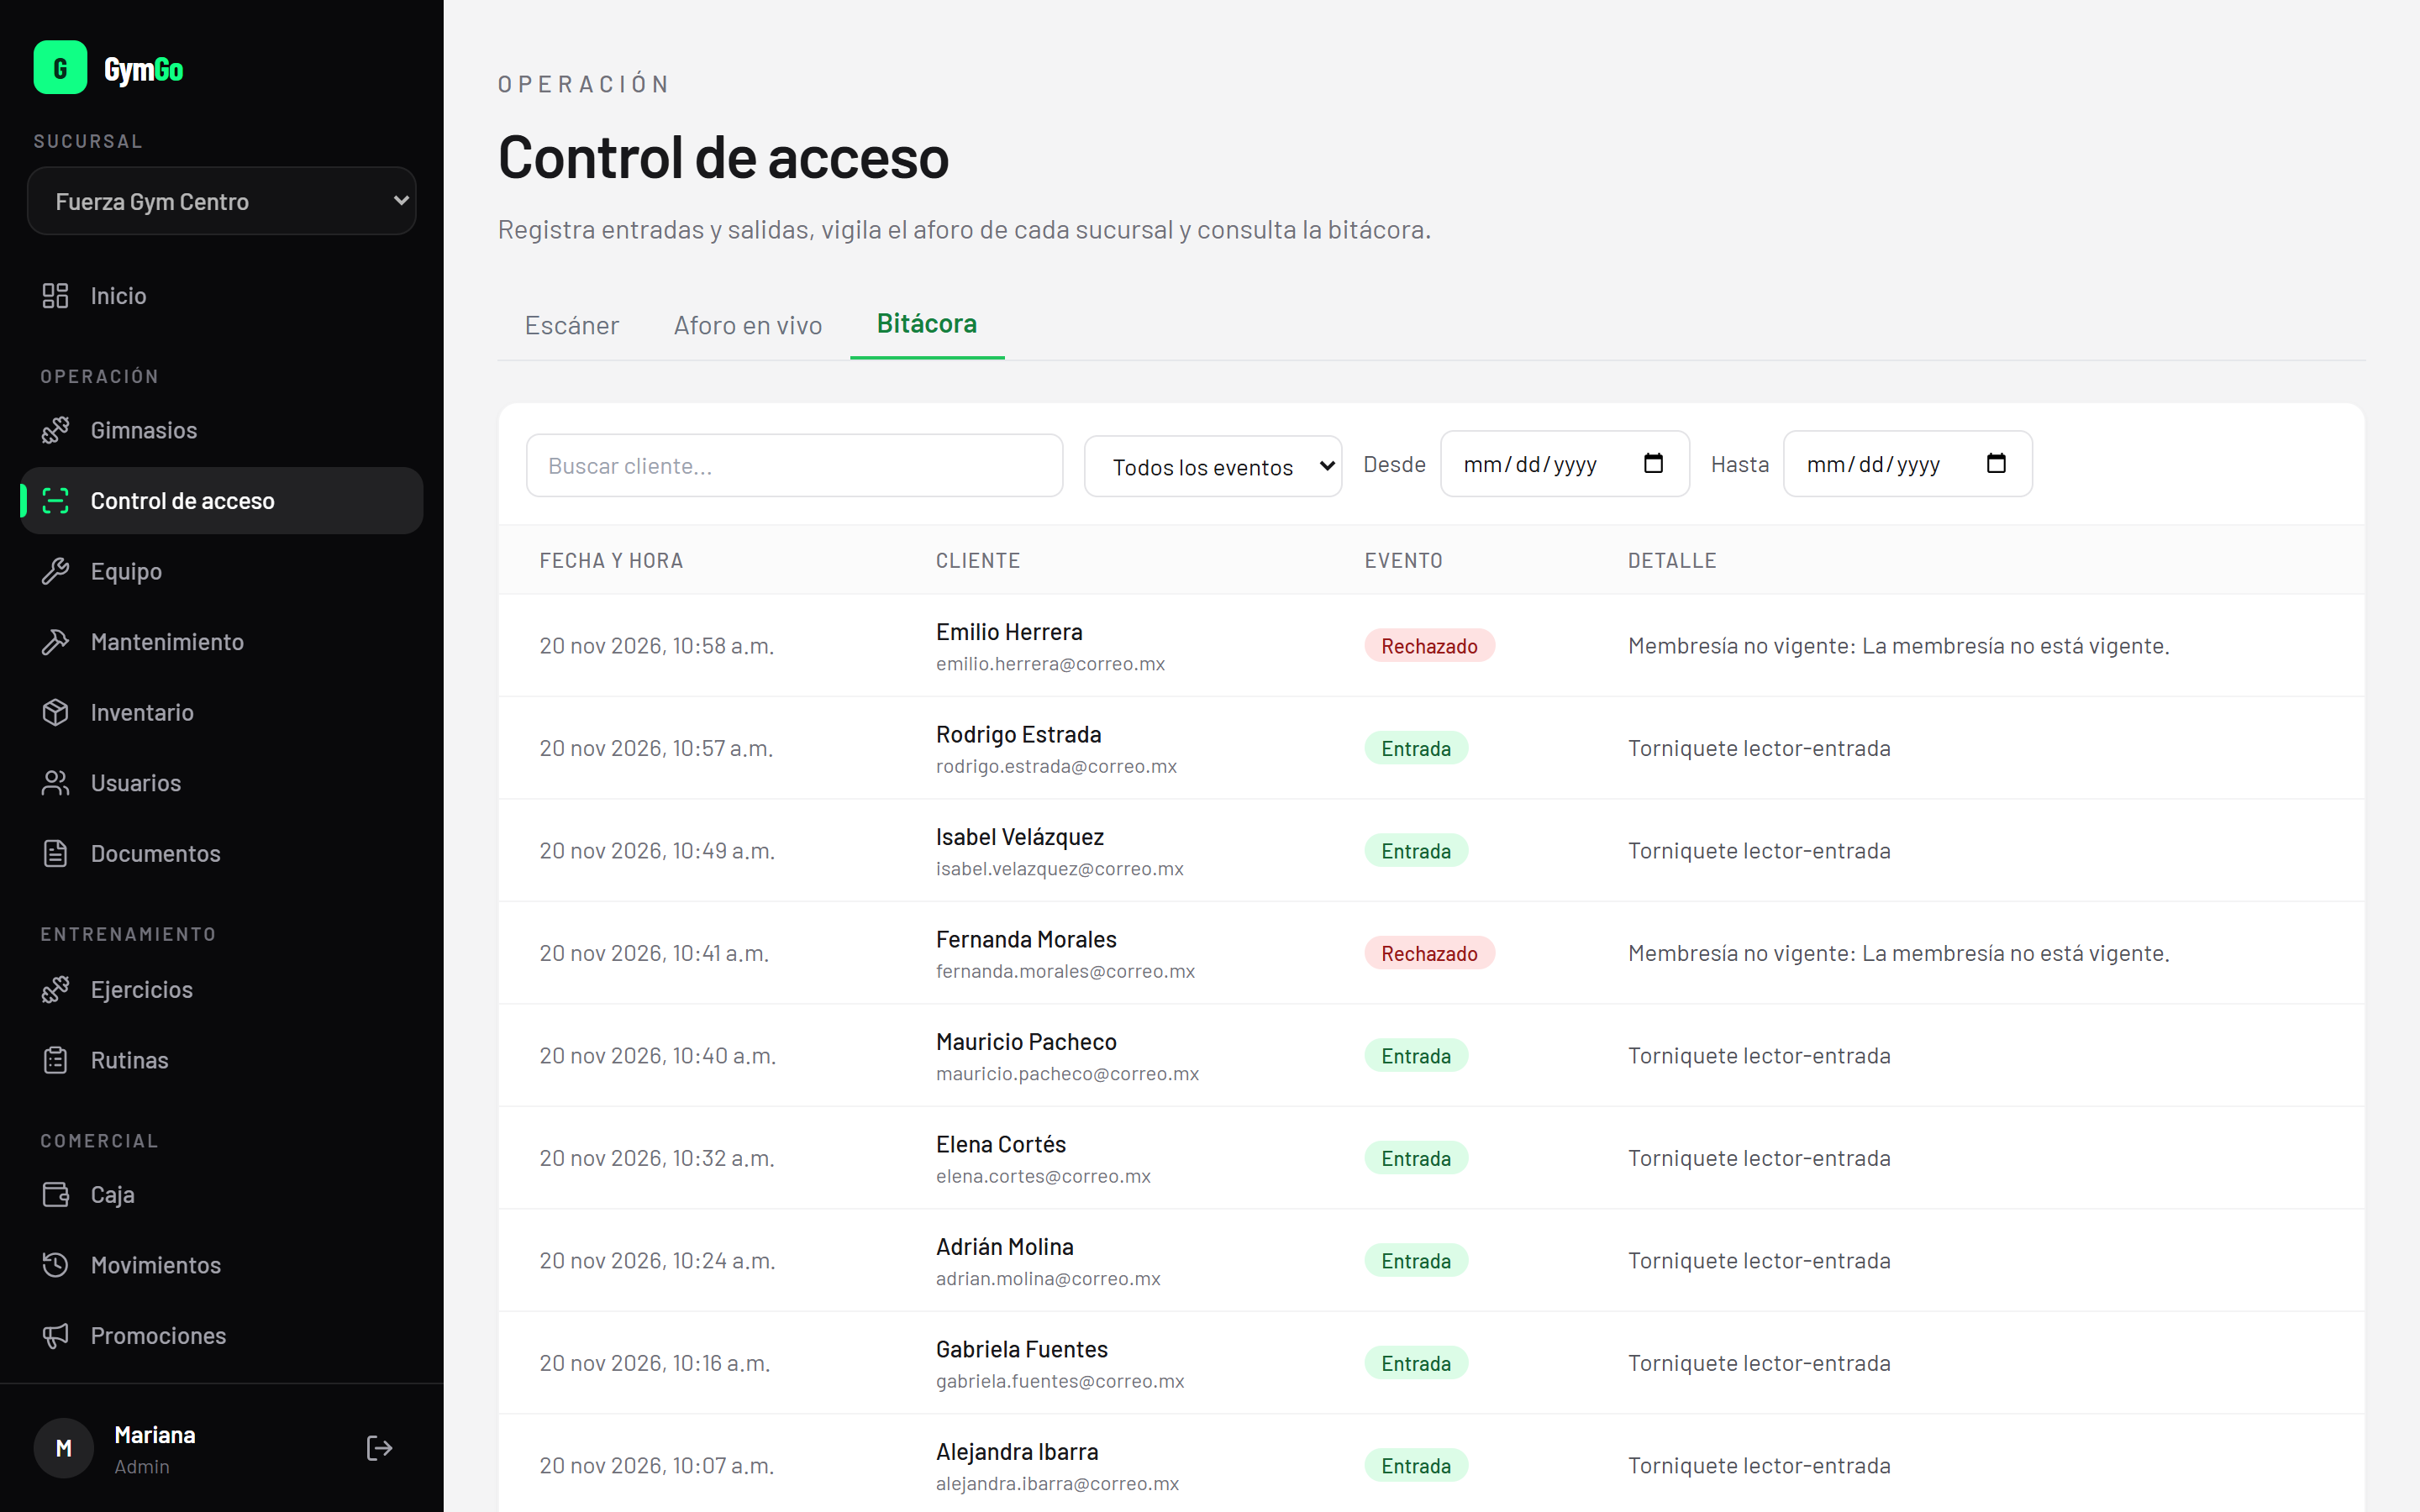 G GymGo
SUCURSAL
Fuerza Gym Centro
Inicio
OPERACIÓN
Gimnasios
Control de acceso
Equipo
Mantenimiento
Inventario
Usuarios
Documentos
ENTRENAMIENTO
Ejercicios
Rutinas
COMERCIAL
Caja
Movimientos
Promociones
M Mariana
Admin
OPERACIÓN
Control de acceso
Registra entradas y salidas, vigila el aforo de cada sucursal y consulta la bitácora.
Escáner Aforo en vivo Bitácora
Buscar cliente... Todos los eventos Desde mm/dd/yyyy Hasta mm/dd/yyyy
FECHA Y HORA CLIENTE EVENTO DETALLE
20 nov 2026, 10:58 a.m. Emilio Herrera Rechazado Membresía no vigente: La membresía no está vigente.
emilio.herrera@correo.mx
20 nov 2026, 10:57 a.m. Rodrigo Estrada Entrada Torniquete lector-entrada
rodrigo.estrada@correo.mx
20 nov 2026, 10:49 a.m. Isabel Velázquez Entrada Torniquete lector-entrada
isabel.velazquez@correo.mx
20 nov 2026, 10:41 a.m. Fernanda Morales Rechazado Membresía no vigente: La membresía no está vigente.
fernanda.morales@correo.mx
20 nov 2026, 10:40 a.m. Mauricio Pacheco Entrada Torniquete lector-entrada
mauricio.pacheco@correo.mx
20 nov 2026, 10:32 a.m. Elena Cortés Entrada Torniquete lector-entrada
elena.cortes@correo.mx
20 nov 2026, 10:24 a.m. Adrián Molina Entrada Torniquete lector-entrada
adrian.molina@correo.mx
20 nov 2026, 10:16 a.m. Gabriela Fuentes Entrada Torniquete lector-entrada
gabriela.fuentes@correo.mx
20 nov 2026, 10:07 a.m. Alejandra Ibarra Entrada Torniquete lector-entrada
alejandra.ibarra@correo.mx